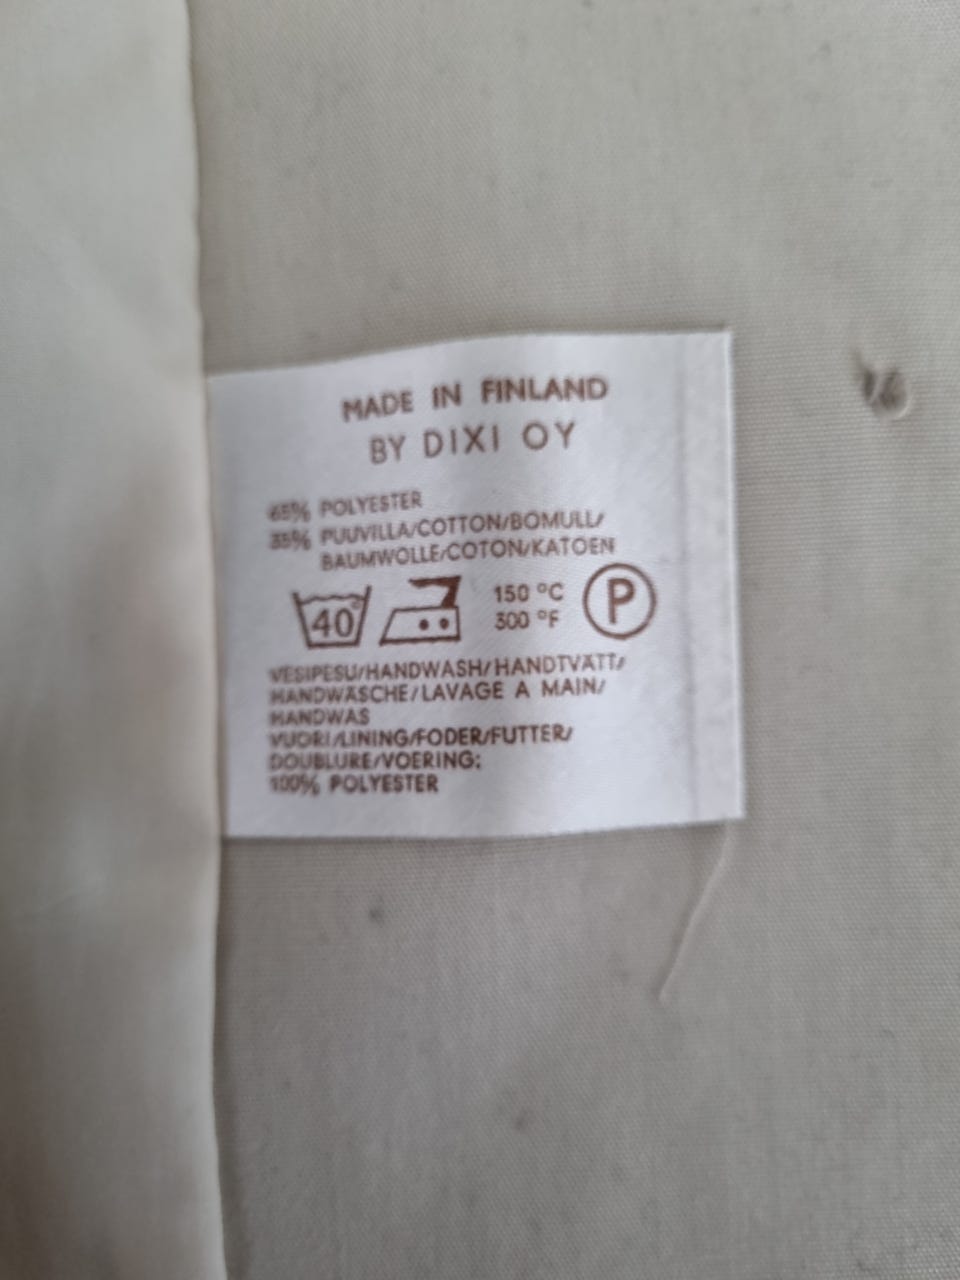 MADE IN FINLAND
BY DIXI OY
65% POLYESTER
35% PUUVILLA/COTTON/BOMULL/
BAUMWOLLE/COTON/KATOEN
40° 150 °C P
300 °F
VESIPESU/HANDWASH/HANDTVÄTT/
HANDWÄSCHE/LAVAGE A MAIN/
HANDWAS
VUORI/LINING/FODER/FUTTER/
DOUBLURE/VOERING:
100% POLYESTER